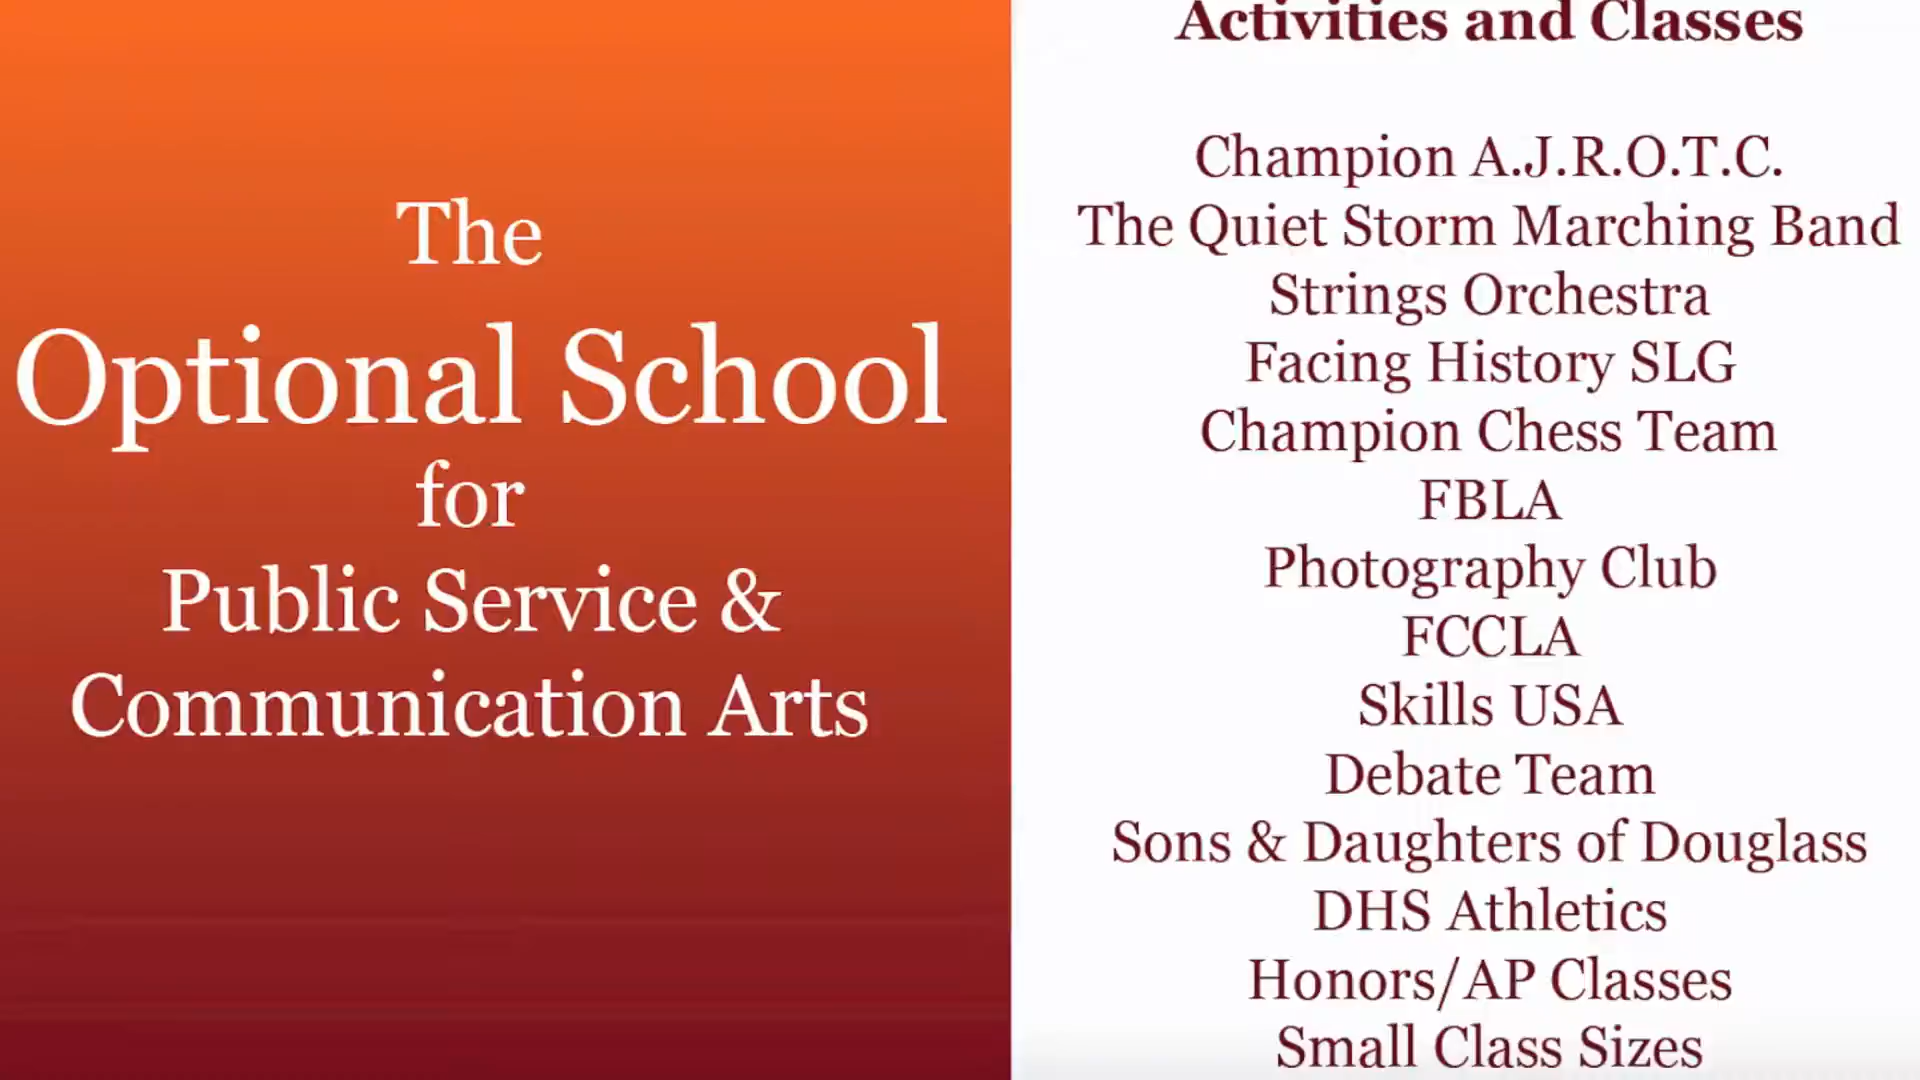 The
Optional School
for
Public Service &
Communication Arts
Activities and Classes
Champion A.J.R.O.T.C.
The Quiet Storm Marching Band
Strings Orchestra
Facing History SLG
Champion Chess Team
FBLA
Photography Club
FCCLA
Skills USA
Debate Team
Sons & Daughters of Douglass
DHS Athletics
Honors/AP Classes
Small Class Sizes